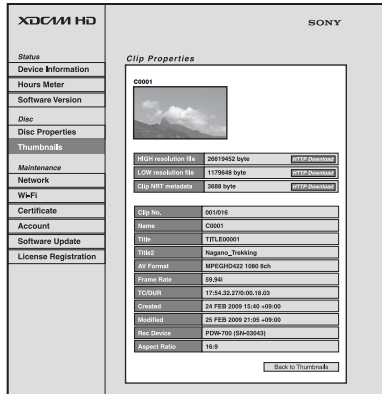 XDCAM HD
SONY
Status
Device Information
Hours Meter
Software Version
Disc
Disc Properties
Thumbnails
Maintenance
Network
Wi-Fi
Certificate
Account
Software Update
License Registration
Clip Properties
C0001
HIGH resolution file 26619452 byte HTTP Download
LOW resolution file 1179648 byte HTTP Download
Clip NRT metadata 3688 byte HTTP Download
Clip No. 001/016
Name C0001
Title TITLE00001
Title2 Nagano_Trekking
AV Format MPEGHD422 1080 8ch
Frame Rate 59.94i
TC/DUR 17:54.32.27/0:00.18.03
Created 24 FEB 2009 15:40 +09:00
Modified 25 FEB 2009 21:05 +09:00
Rec Device PDW-700 (SN-03043)
Aspect Ratio 16:9
Back to Thumbnails